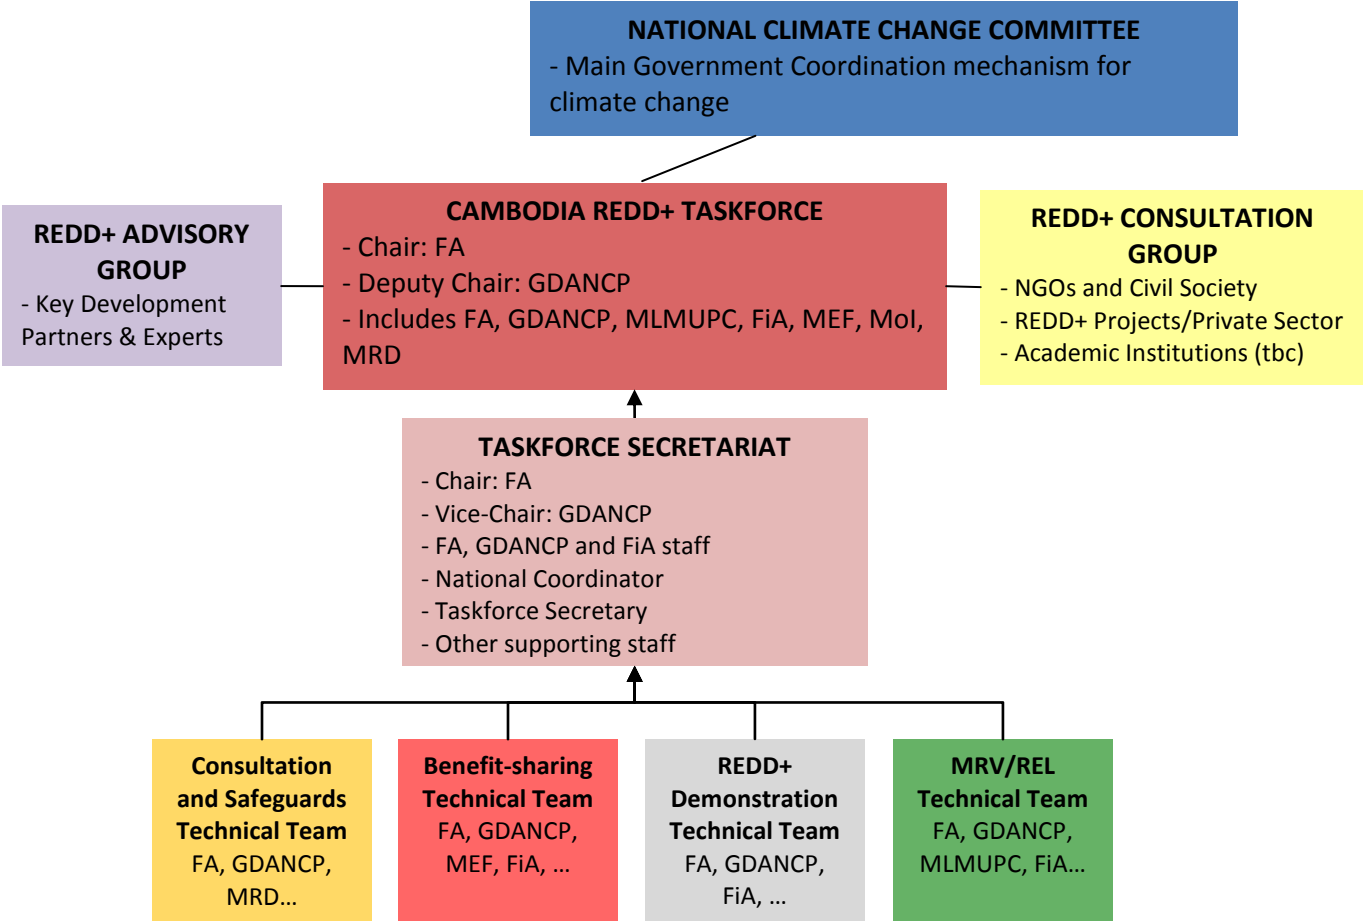 NATIONAL CLIMATE CHANGE COMMITTEE
- Main Government Coordination mechanism for
climate change
REDD+ ADVISORY
GROUP
- Key Development
Partners & Experts
CAMBODIA REDD+ TASKFORCE
- Chair: FA
- Deputy Chair: GDANCP
- Includes FA, GDANCP, MLMUPC, FiA, MEF, MoI,
MRD
REDD+ CONSULTATION
GROUP
- NGOs and Civil Society
- REDD+ Projects/Private Sector
- Academic Institutions (tbc)
TASKFORCE SECRETARIAT
- Chair: FA
- Vice-Chair: GDANCP
- FA, GDANCP and FiA staff
- National Coordinator
- Taskforce Secretary
- Other supporting staff
Consultation
and Safeguards
Technical Team
FA, GDANCP,
MRD…
Benefit-sharing
Technical Team
FA, GDANCP,
MEF, FiA, …
REDD+
Demonstration
Technical Team
FA, GDANCP,
FiA, …
MRV/REL
Technical Team
FA, GDANCP,
MLMUPC, FiA…